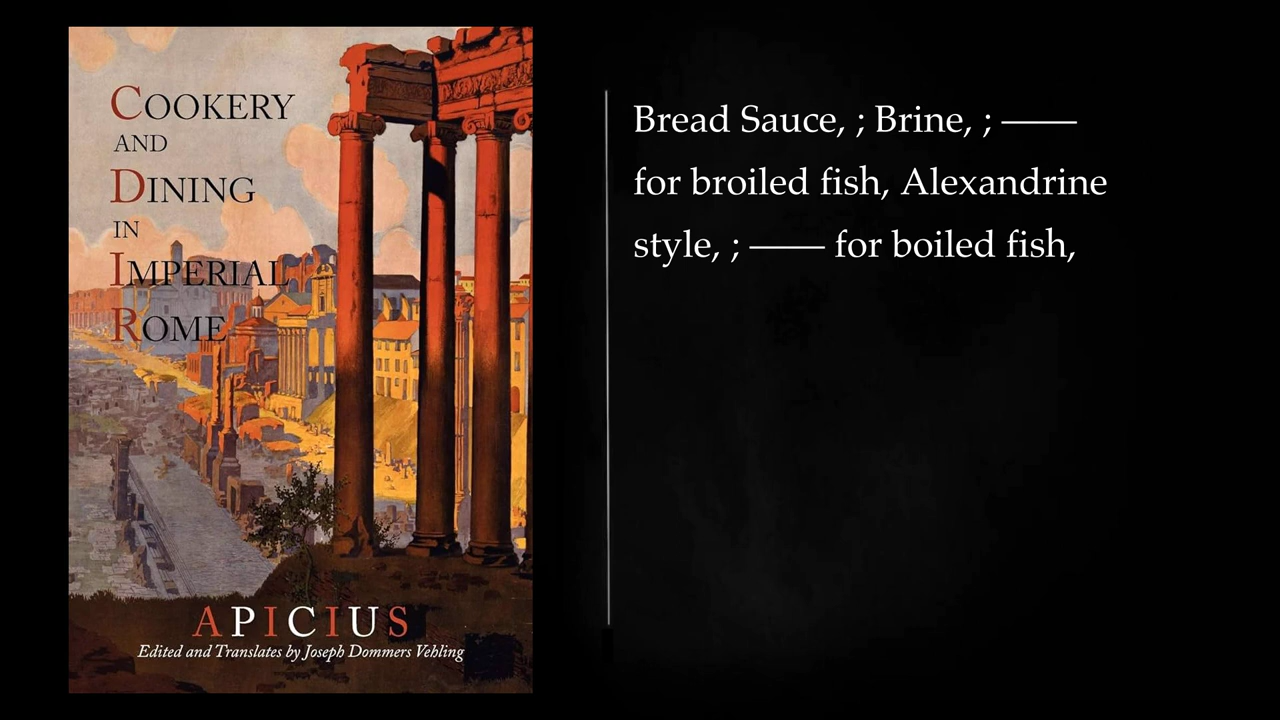 COOKERY
AND
DINING
IN
IMPERIAL
ROME
APICIUS
Edited and Translates by Joseph Dommers Vehling
Bread Sauce, ; Brine, ; ——
for broiled fish, Alexandrine
style, ; —— for boiled fish,